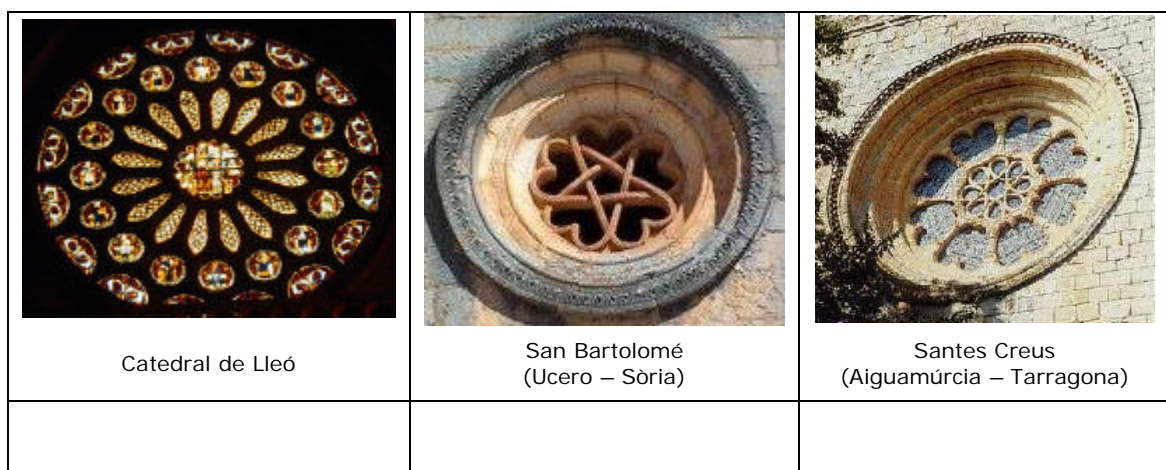 Catedral de Lleó
San Bartolomé
(Ucero – Sòria)
Santes Creus
(Aiguamúrcia – Tarragona)